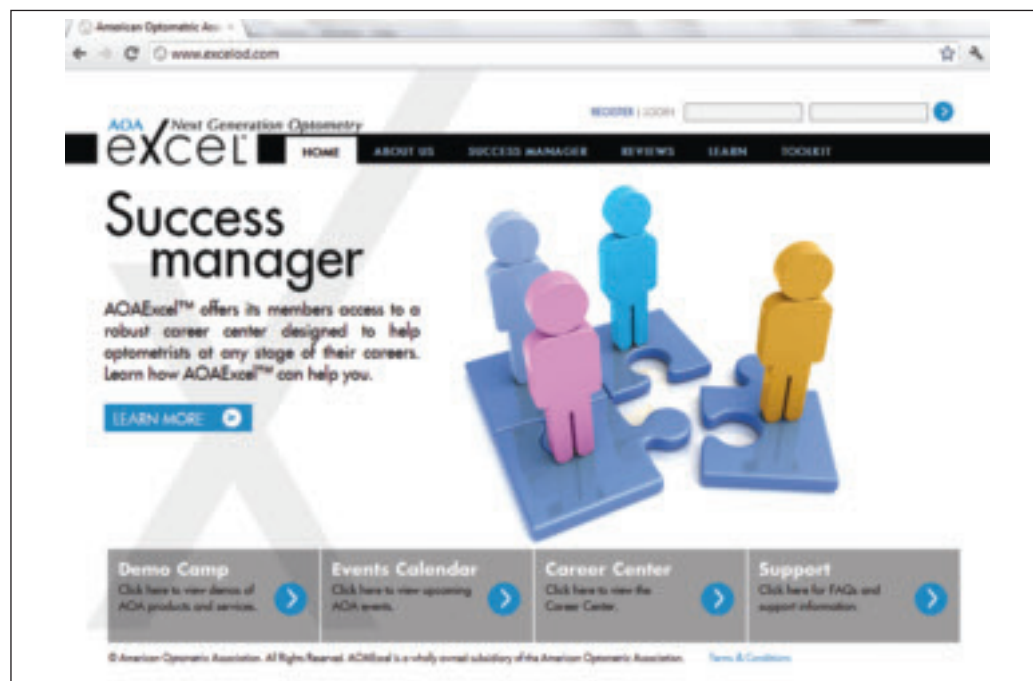 American Optometric Ass
www.excelod.com
REGISTER | LOGIN
AOA Next Generation Optometry
eXcel™
HOME ABOUT US SUCCESS MANAGER REVIEWS LEARN TOOLKIT
Success
manager
AOAExcel™ offers its members access to a
robust career center designed to help
optometrists at any stage of their careers.
Learn how AOAExcel™ can help you.
LEARN MORE
Demo Camp
Click here to view demos of
AOA products and services.
Events Calendar
Click here to view upcoming
AOA events.
Career Center
Click here to view the
Career Center.
Support
Click here for FAQs and
support information.
© American Optometric Association. All Rights Reserved. AOAExcel is a wholly owned subsidiary of the American Optometric Association. Terms & Conditions